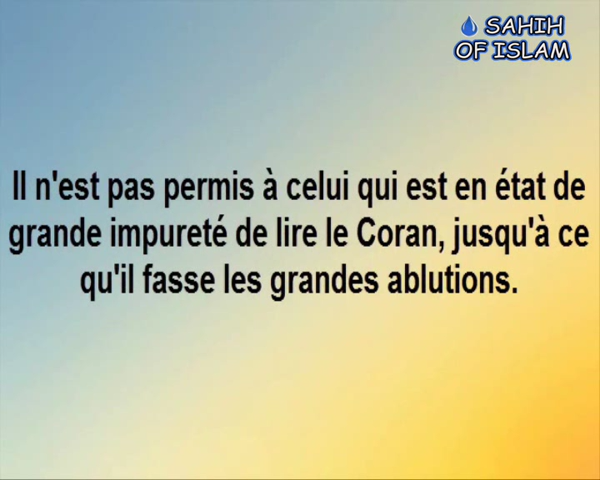 SAHIH
OF ISLAM
Il n'est pas permis à celui qui est en état de
grande impureté de lire le Coran, jusqu'à ce
qu'il fasse les grandes ablutions.